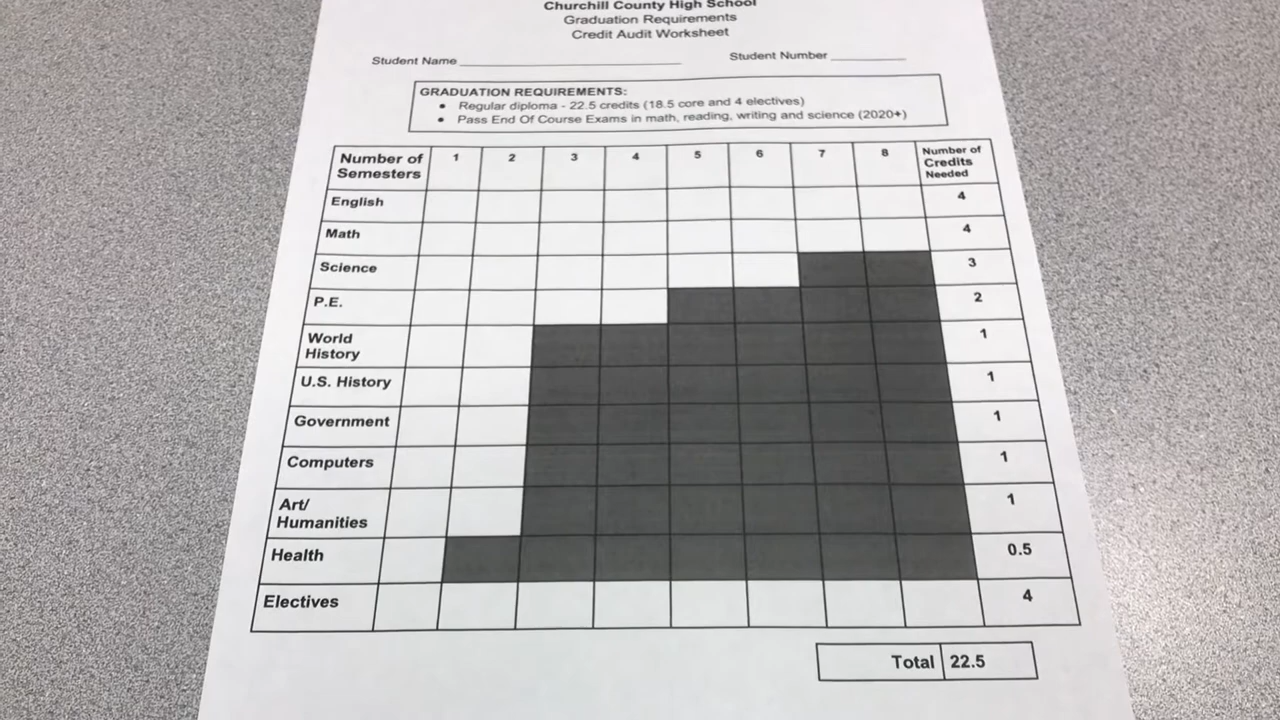 Churchill County High School
Graduation Requirements
Credit Audit Worksheet
Student Name ____________ Student Number ____________
GRADUATION REQUIREMENTS:
• Regular diploma - 22.5 credits (18.5 core and 4 electives)
• Pass End Of Course Exams in math, reading, writing and science (2020+)
Number of Semesters 1 2 3 4 5 6 7 8 Number of Credits Needed
English 4
Math 4
Science 3
P.E. 2
World History 1
U.S. History 1
Government 1
Computers 1
Art/ Humanities 1
Health 0.5
Electives 4
Total 22.5